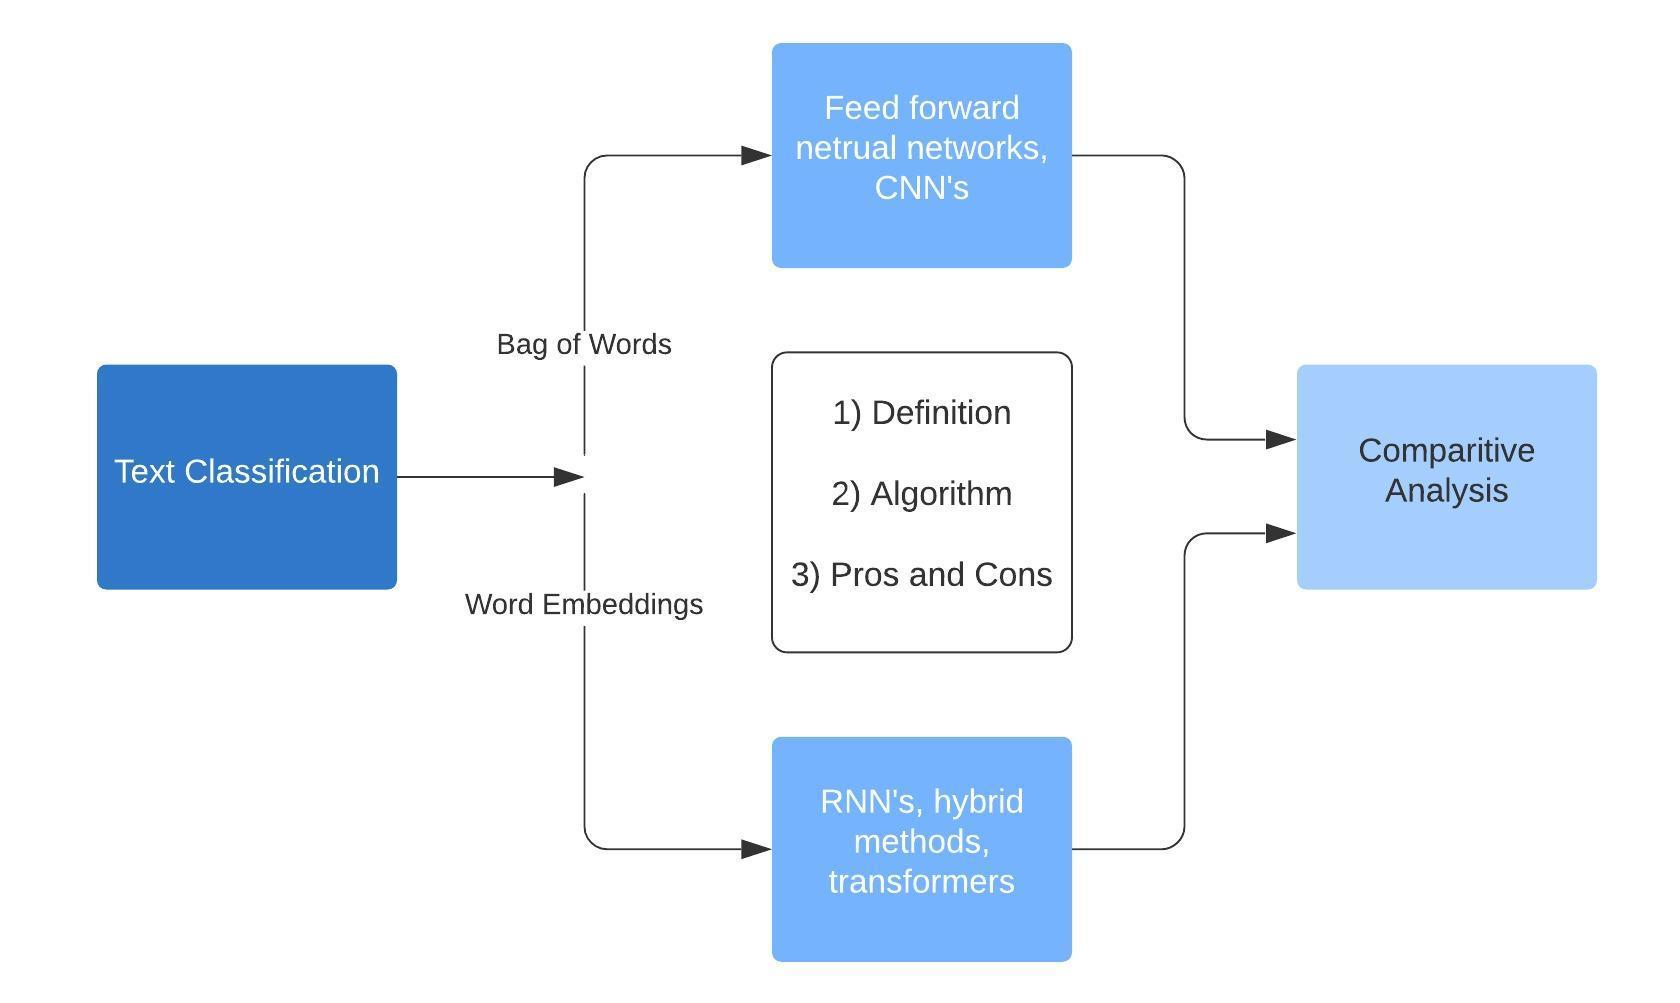 Text Classification
Bag of Words
Word Embeddings
Feed forward
netrual networks,
CNN's
1) Definition
2) Algorithm
3) Pros and Cons
RNN's, hybrid
methods,
transformers
Comparitive
Analysis